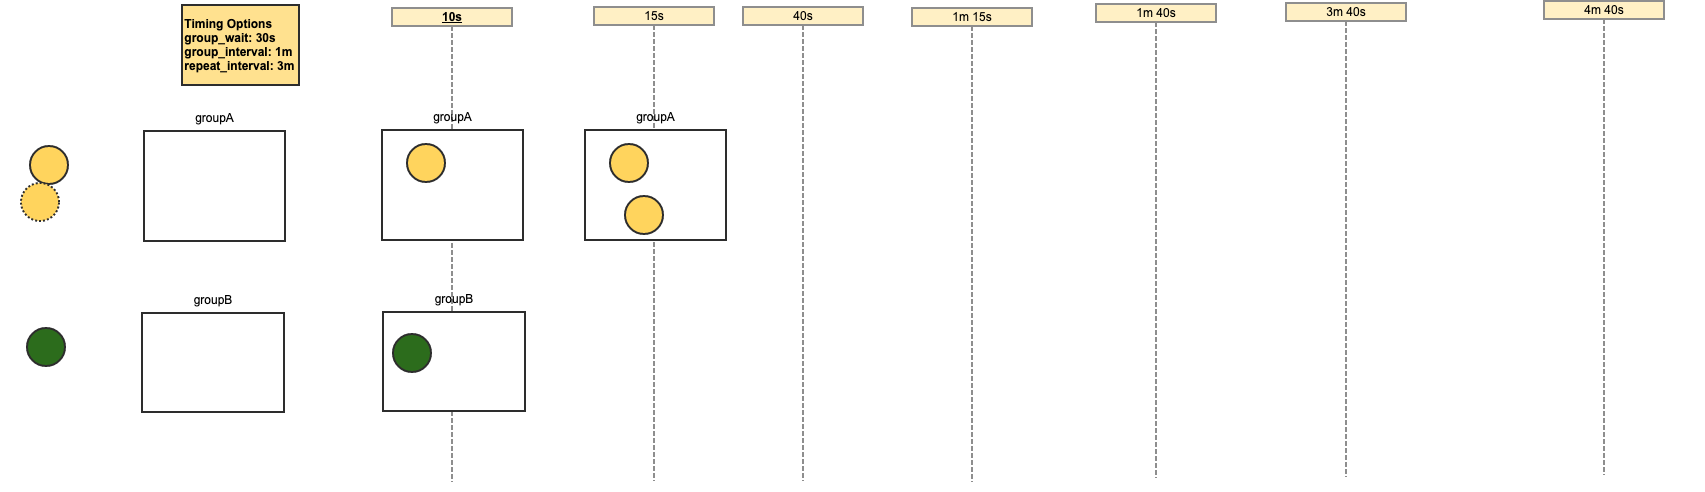 Timing Options
group_wait: 30s
group_interval: 1m
repeat_interval: 3m
10s
15s
40s
1m 15s
1m 40s
3m 40s
4m 40s
groupA
groupA
groupA
groupB
groupB